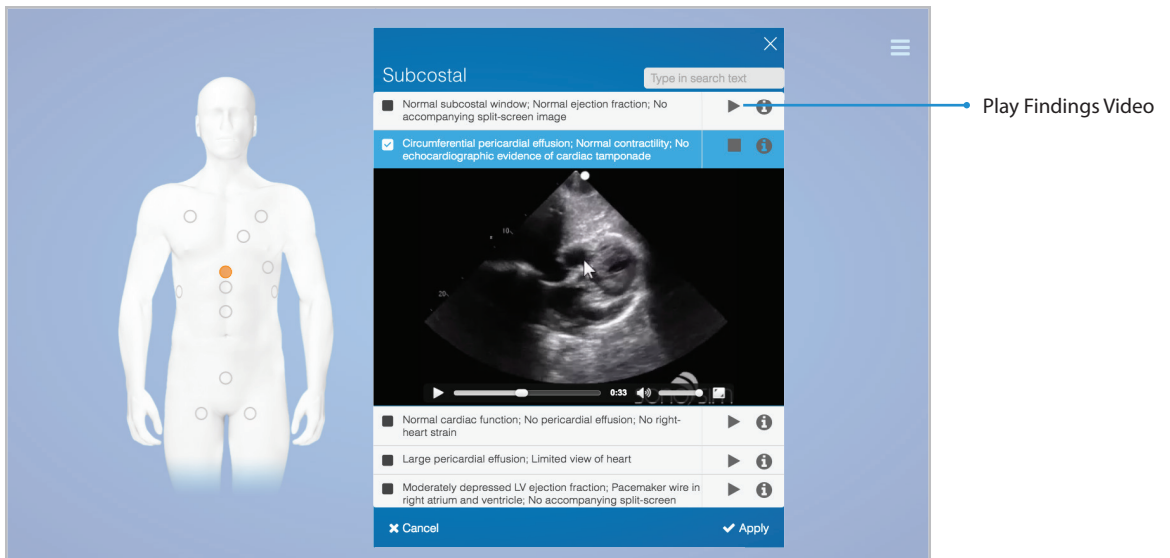 Subcostal
Type in search text
Normal subcostal window; Normal ejection fraction; No
accompanying split-screen image
Play Findings Video
Circumferential pericardial effusion; Normal contractility; No
echocardiographic evidence of cardiac tamponade
10
20
0:33
Normal cardiac function; No pericardial effusion; No right-
heart strain
Large pericardial effusion; Limited view of heart
Moderately depressed LV ejection fraction; Pacemaker wire in
right atrium and ventricle; No accompanying split-screen
Cancel
Apply